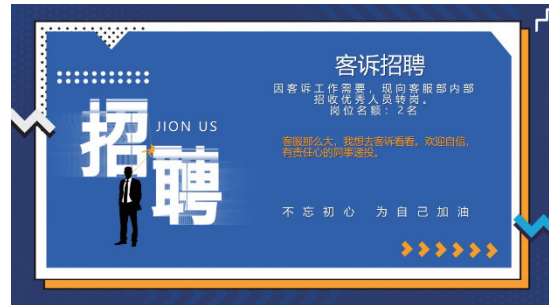 招聘
JION US
客诉招聘
因客诉工作需要，现向客服部内部
招收优秀人员转岗。
岗位名额：2名
客服那么大，我想去客诉看看。欢迎自信，
有责任心的同事递投。
不忘初心 为自己加油